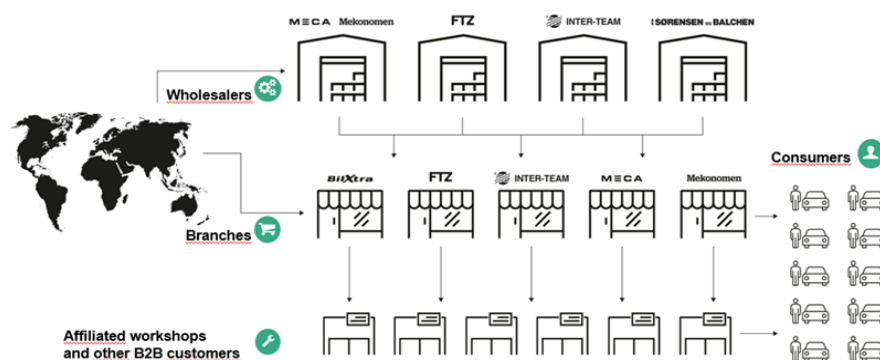 MECA Mekonomen
FTZ
INTER-TEAM
SØRENSEN OG BALCHEN
Wholesalers
Consumers
BilXtra
FTZ
INTER-TEAM
MECA
Mekonomen
Branches
Affiliated workshops
and other B2B customers